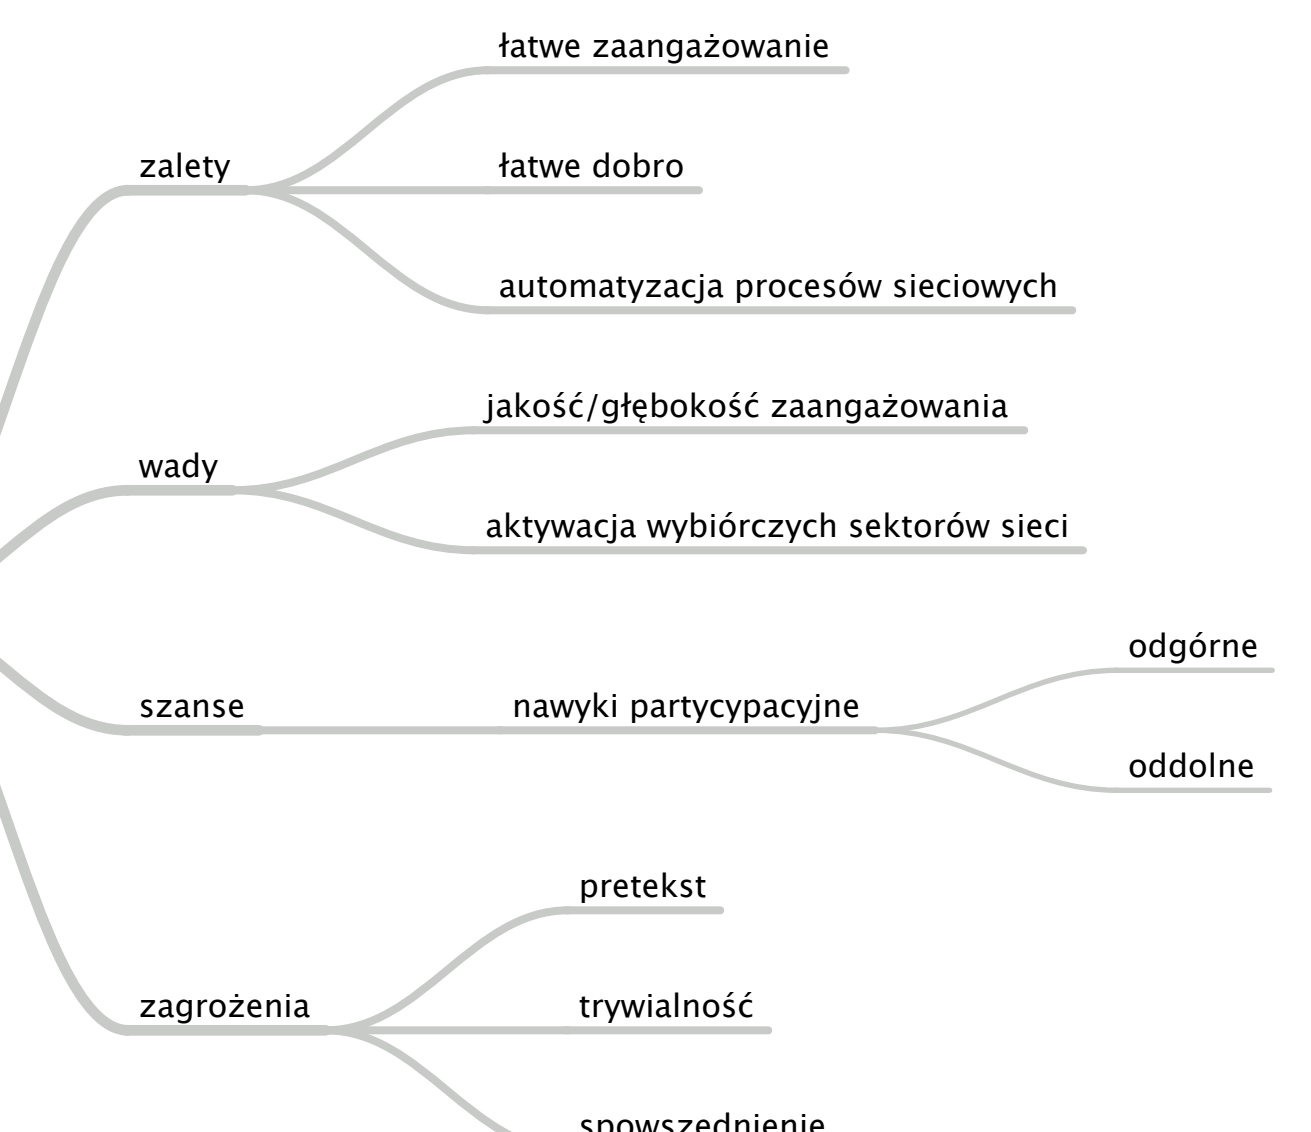 łatwe zaangażowanie
zalety
łatwe dobro
automatyzacja procesów sieciowych
jakość/głębokość zaangażowania
wady
aktywacja wybiórczych sektorów sieci
odgórne
szanse
nawyki partycypacyjne
oddolne
pretekst
zagrożenia
trywialność
spowszednienie